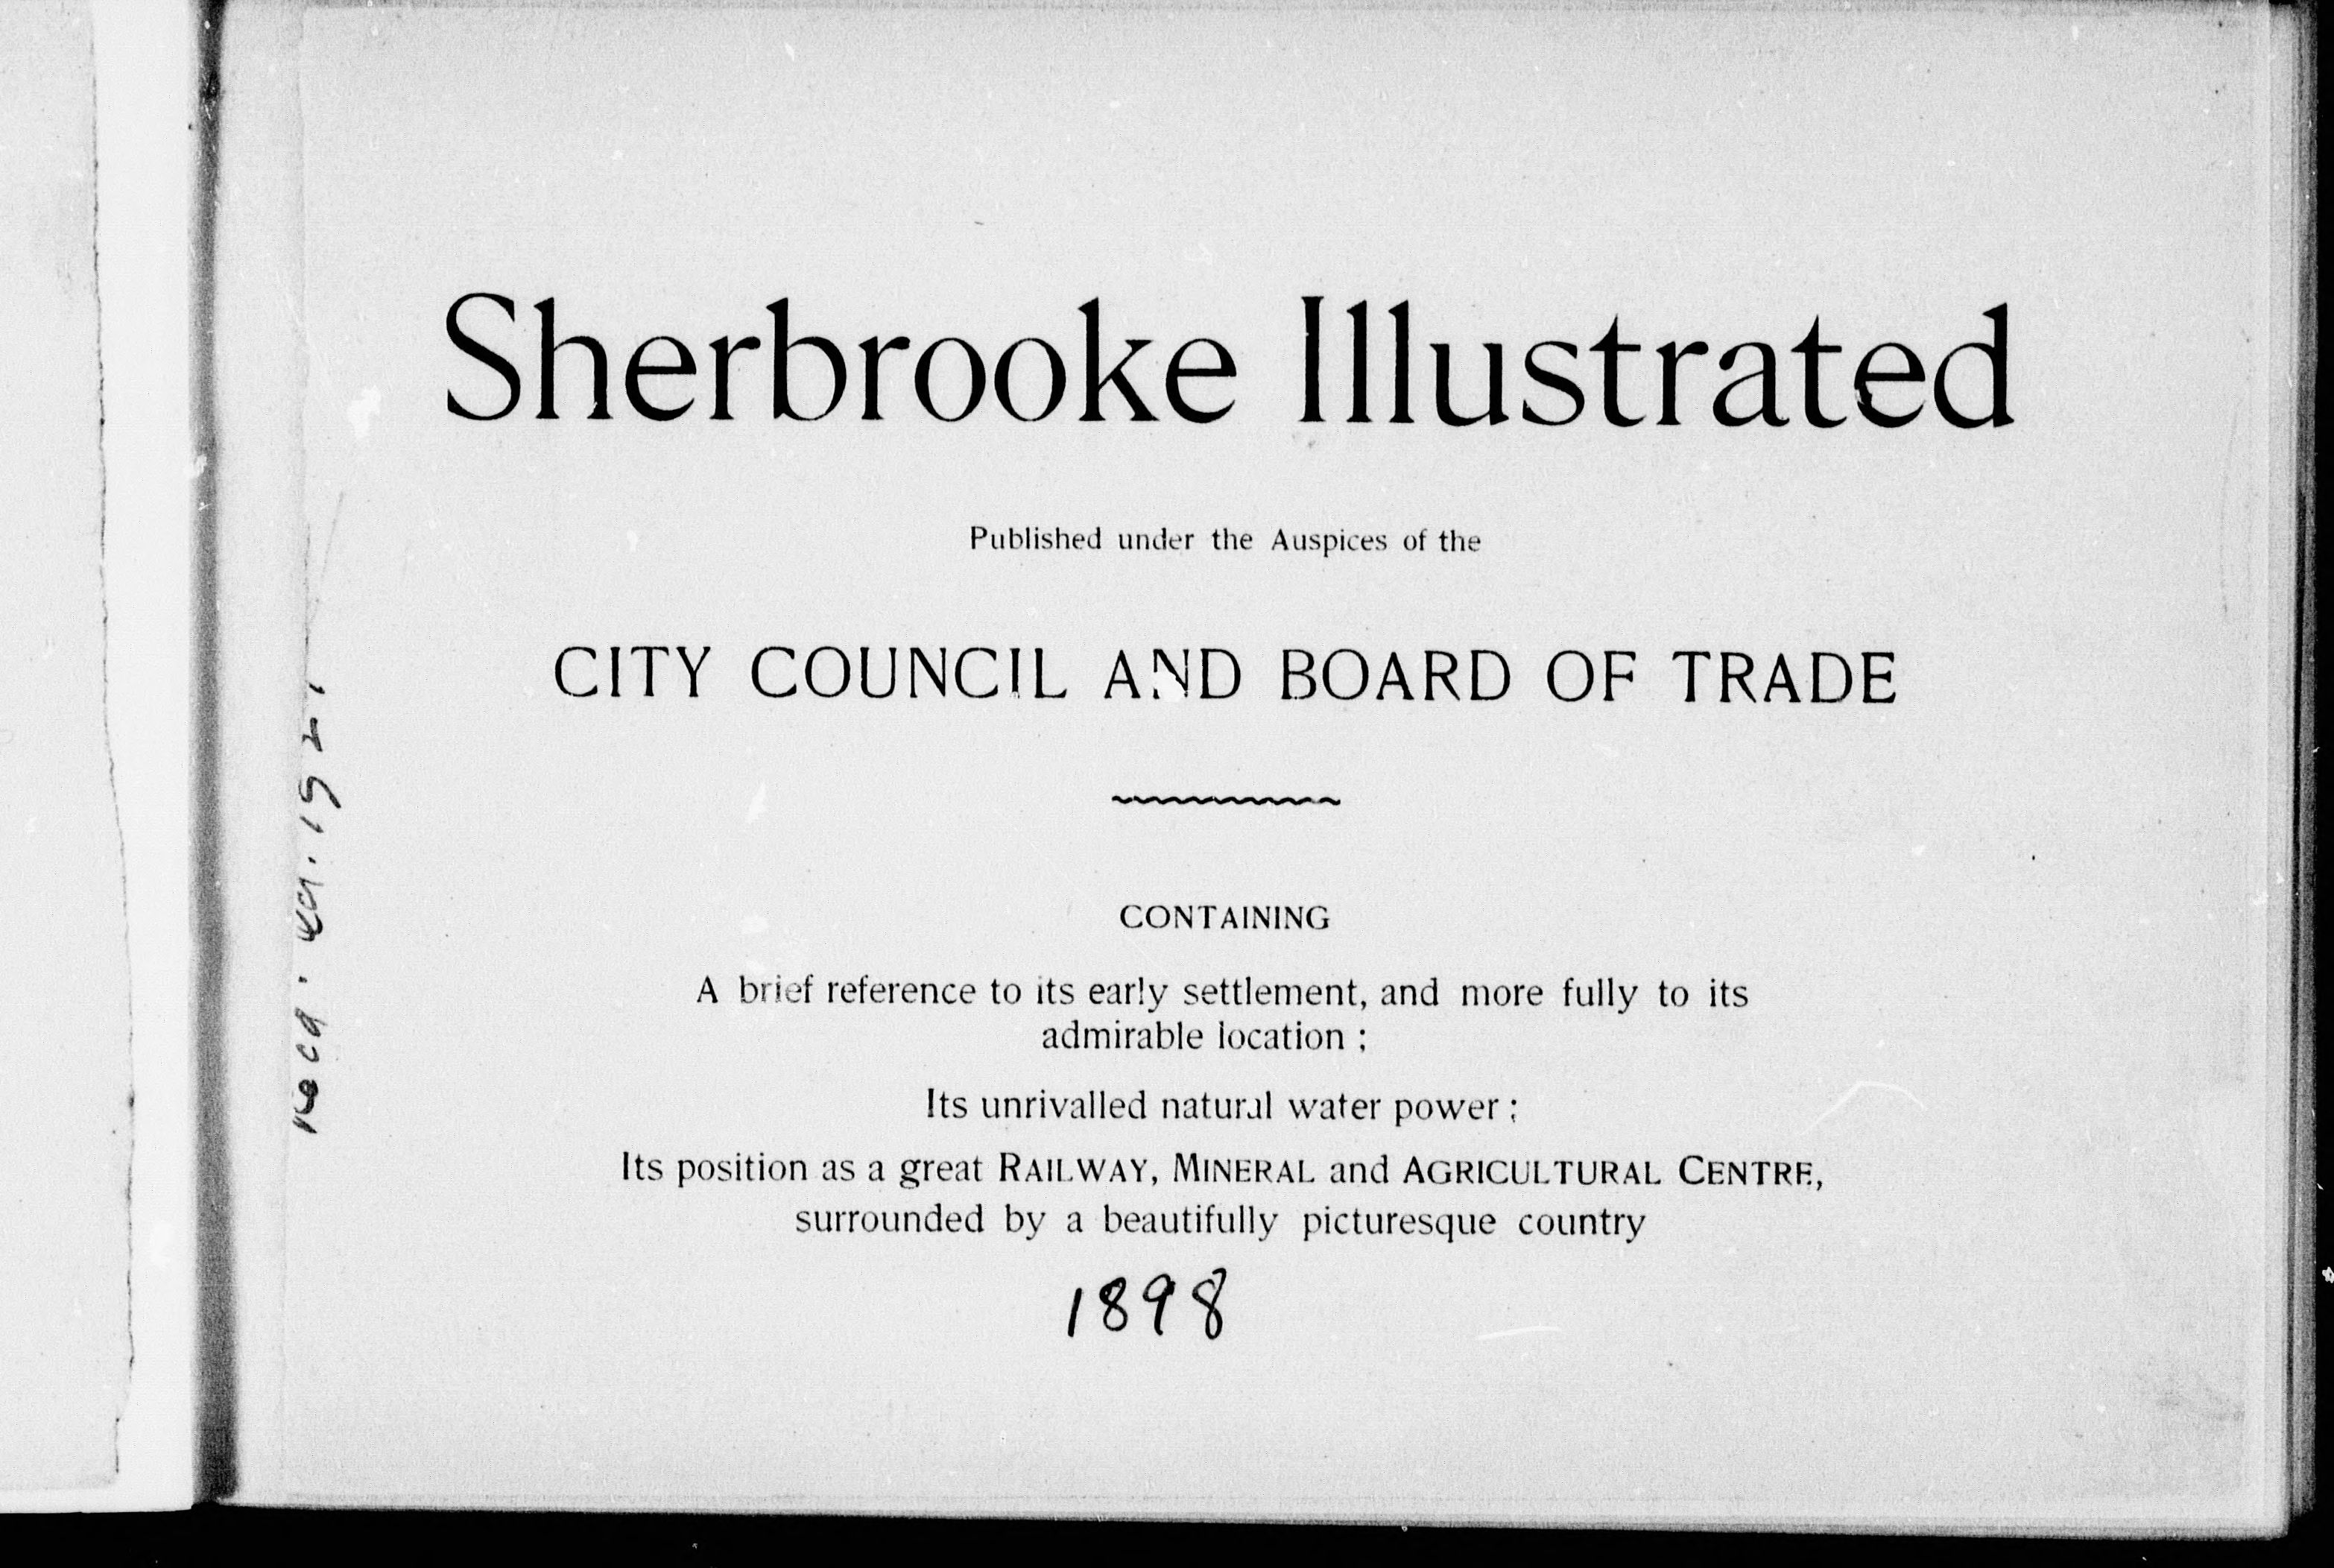 Sherbrooke Illustrated
Published under the Auspices of the
CITY COUNCIL AND BOARD OF TRADE
CONTAINING
A brief reference to its early settlement, and more fully to its
admirable location ;
Its unrivalled natural water power ;
Its position as a great RAILWAY, MINERAL and AGRICULTURAL CENTRE,
surrounded by a beautifully picturesque country
1898